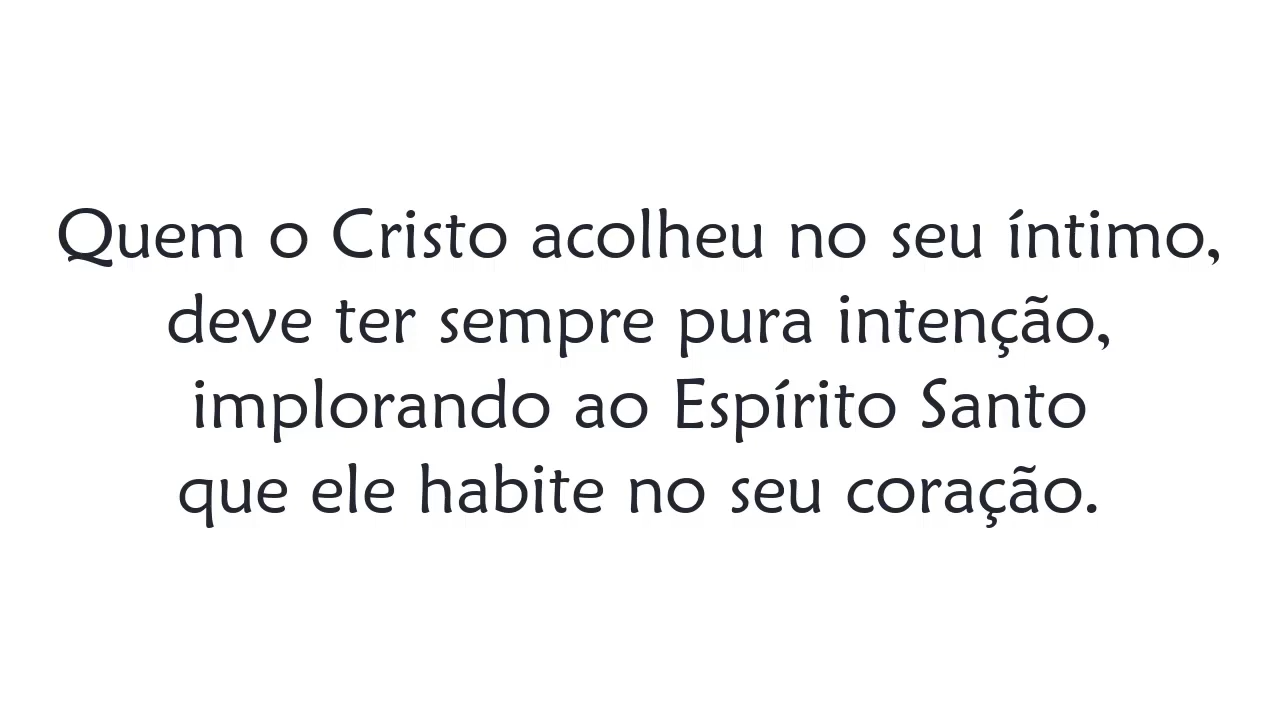 Quem o Cristo acolheu no seu íntimo,
deve ter sempre pura intenção,
implorando ao Espírito Santo
que ele habite no seu coração.